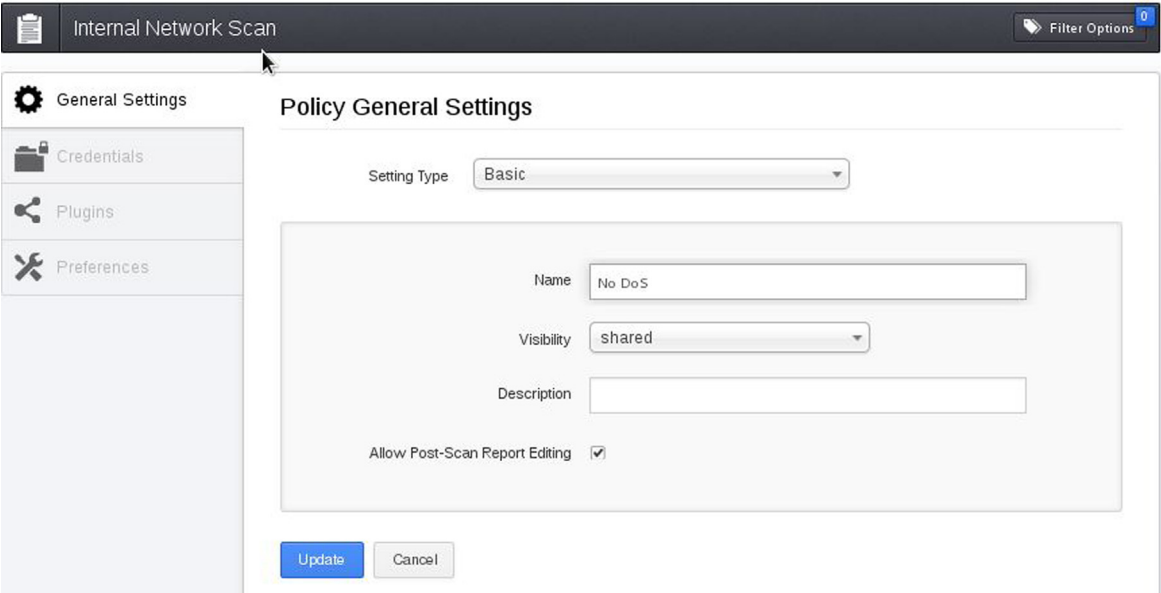 Internal Network Scan
Filter Options
0
General Settings
Credentials
Plugins
Preferences
Policy General Settings
Setting Type Basic
Name No DoS
Visibility shared
Description
Allow Post-Scan Report Editing
Update Cancel